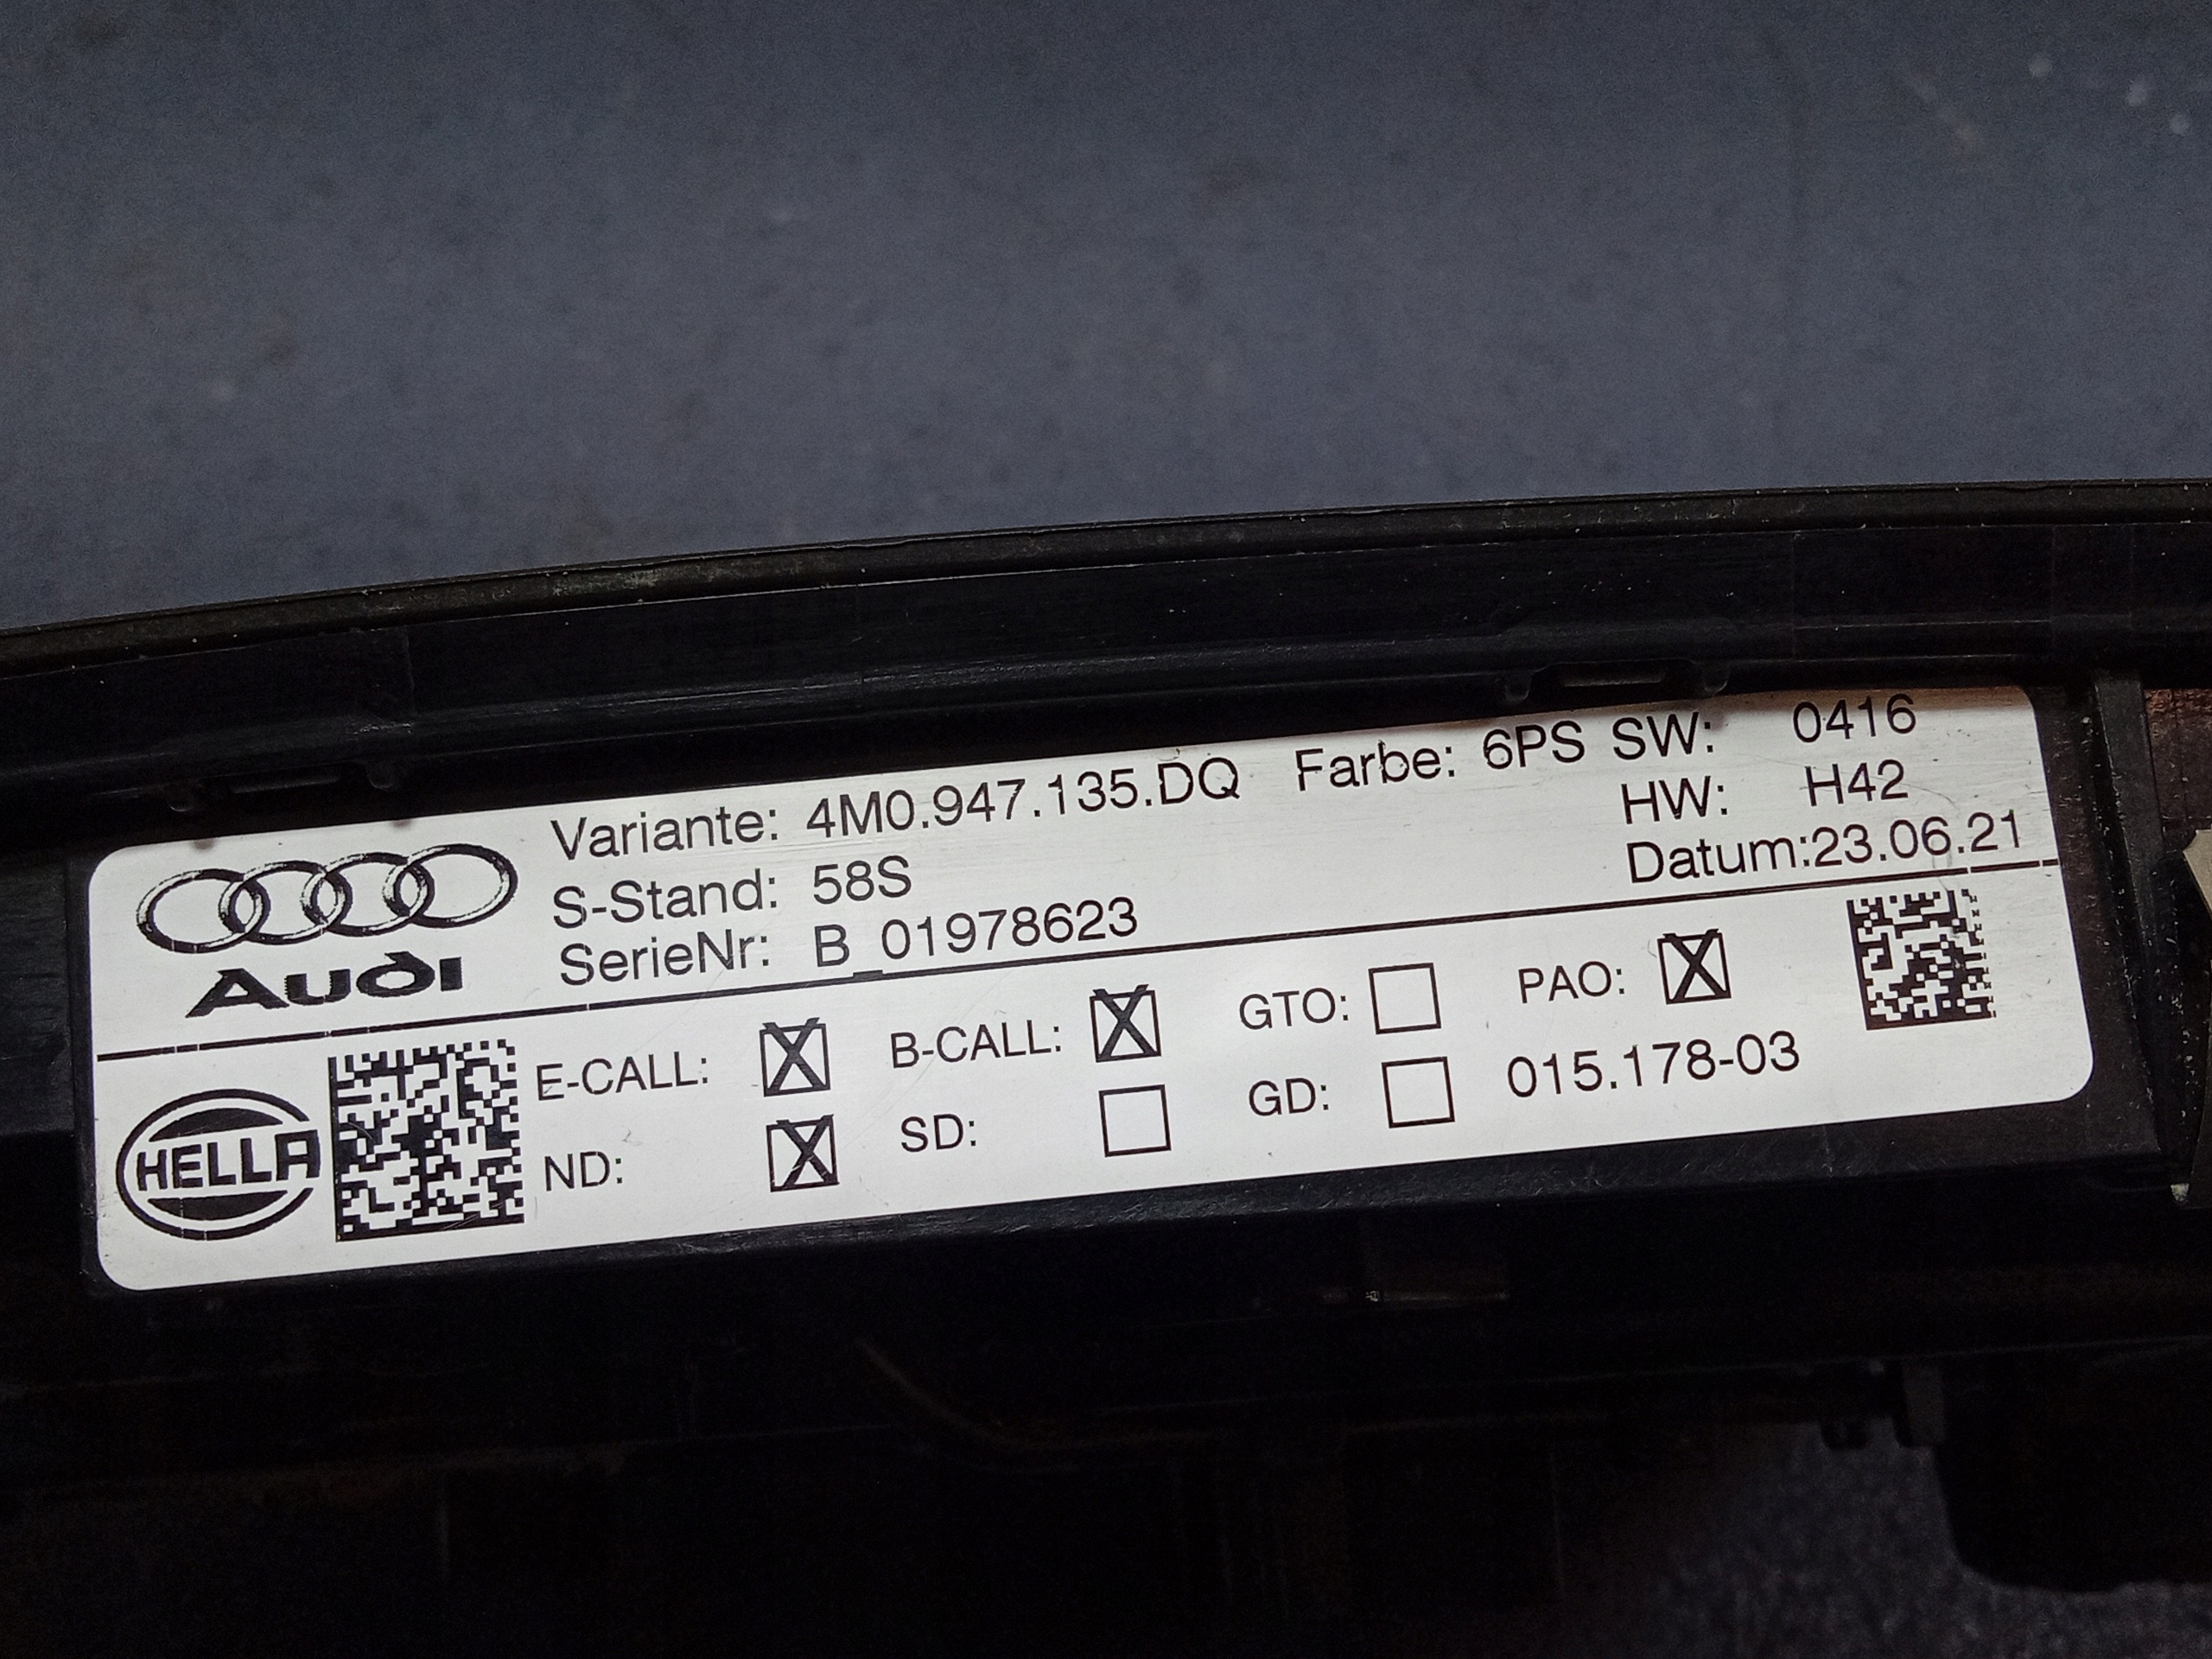 Variante: 4M0.947.135.DQ Farbe: 6PS SW: 0416
HW: H42
S-Stand: 58S
Datum:23.06.21
SerieNr: B_01978623
Audi
E-CALL: ☒ B-CALL: ☒ GTO: ☐ PAO: ☒
HELLA
ND: ☒ SD: ☐ GD: ☐ 015.178-03